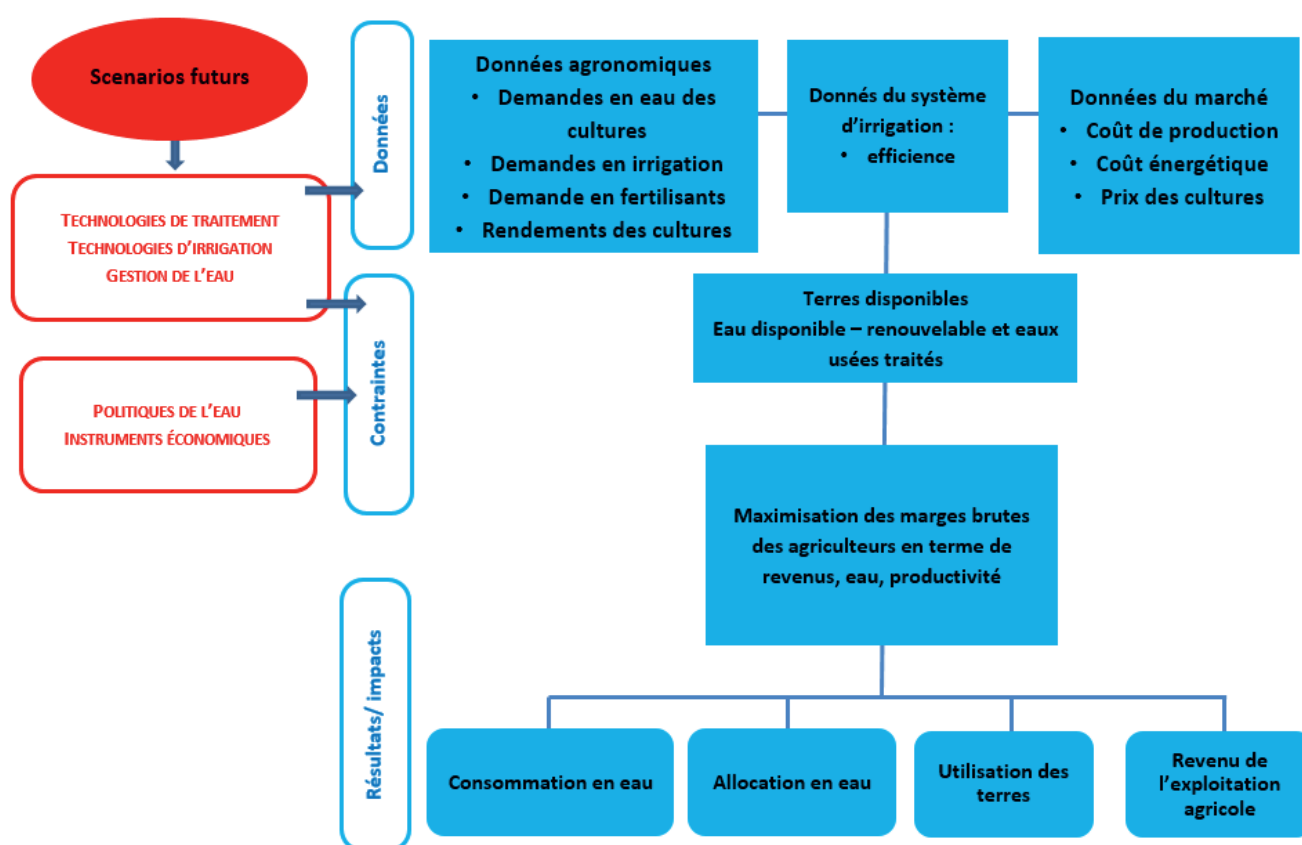 Scenarios futurs
TECHNOLOGIES DE TRAITEMENT
TECHNOLOGIES D'IRRIGATION
GESTION DE L'EAU
POLITIQUES DE L'EAU
INSTRUMENTS ÉCONOMIQUES
Données
Contraintes
Résultats/ impacts
Données agronomiques
• Demandes en eau des
cultures
• Demandes en irrigation
• Demande en fertilisants
• Rendements des cultures
Donnés du système
d'irrigation :
• efficience
Données du marché
• Coût de production
• Coût énergétique
• Prix des cultures
Terres disponibles
Eau disponible – renouvelable et eaux
usées traités
Maximisation des marges brutes
des agriculteurs en terme de
revenus, eau, productivité
Consommation en eau
Allocation en eau
Utilisation des
terres
Revenu de
l'exploitation
agricole